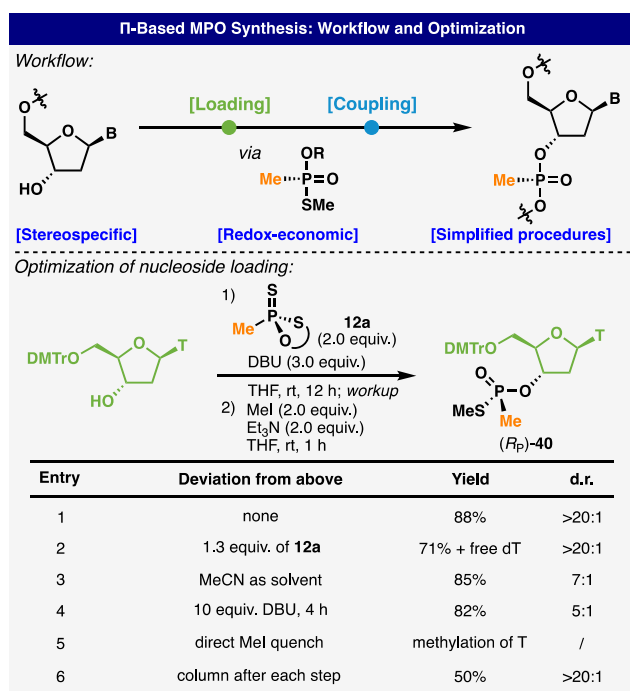 Π-Based MPO Synthesis: Workflow and Optimization
Workflow:
[Loading] [Coupling]
via
O O B HO
OR
Me P O
SMe
O O B O
Me P O
O
[Stereospecific] [Redox-economic] [Simplified procedures]
Optimization of nucleoside loading:
DMTrO O T
HO
1) S
Me P S O
12a
(2.0 equiv.)
DBU (3.0 equiv.)
THF, rt, 12 h; workup
2) MeI (2.0 equiv.)
Et3N (2.0 equiv.)
THF, rt, 1 h
DMTrO O T
O
P O
MeS
Me
(RP)-40
Entry Deviation from above Yield d.r.
1 none 88% >20:1
2 1.3 equiv. of 12a 71% + free dT >20:1
3 MeCN as solvent 85% 7:1
4 10 equiv. DBU, 4 h 82% 5:1
5 direct MeI quench methylation of T /
6 column after each step 50% >20:1